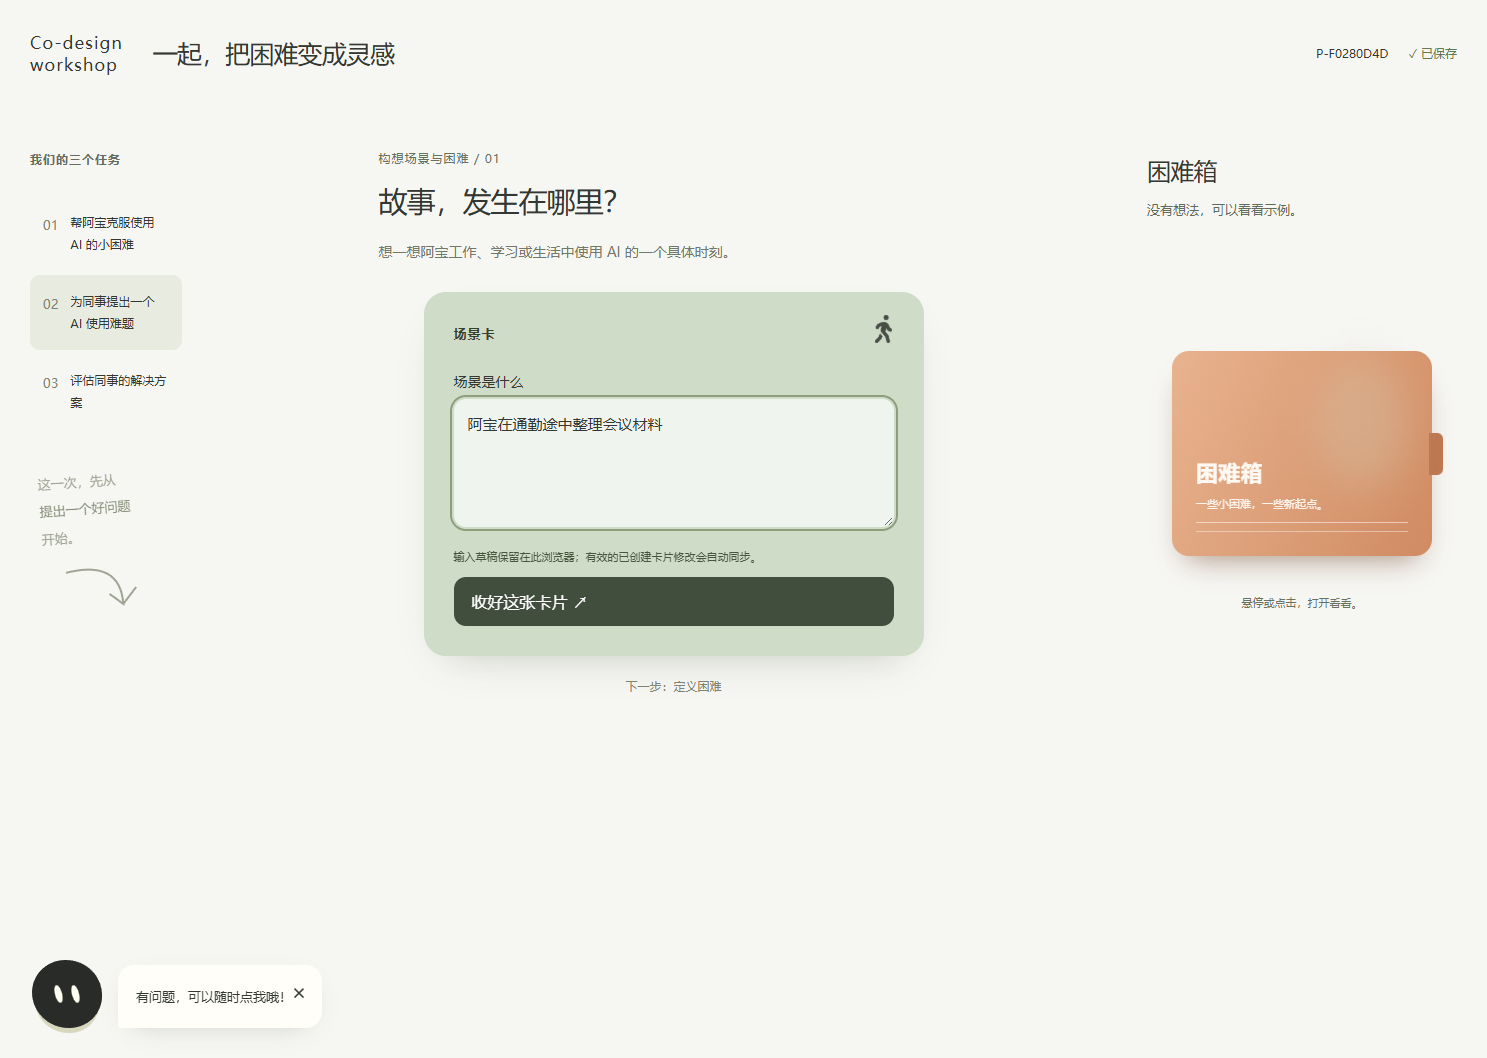 Co-design
workshop
一起，把困难变成灵感
P-F0280D4D
✓ 已保存
我们的三个任务
01
帮阿宝克服使用
AI 的小困难
02
为同事提出一个
AI 使用难题
03
评估同事的解决方
案
这一次，先从
提出一个好问题
开始。
构想场景与困难 / 01
故事，发生在哪里？
想一想阿宝工作、学习或生活中使用 AI 的一个具体时刻。
场景卡
场景是什么
阿宝在通勤途中整理会议材料
输入草稿保留在此浏览器；有效的已创建卡片修改会自动同步。
收好这张卡片 ↗
下一步：定义困难
困难箱
没有想法，可以看看示例。
困难箱
一些小困难，一些新起点。
悬停或点击，打开看看。
有问题，可以随时点我哦！ ✕